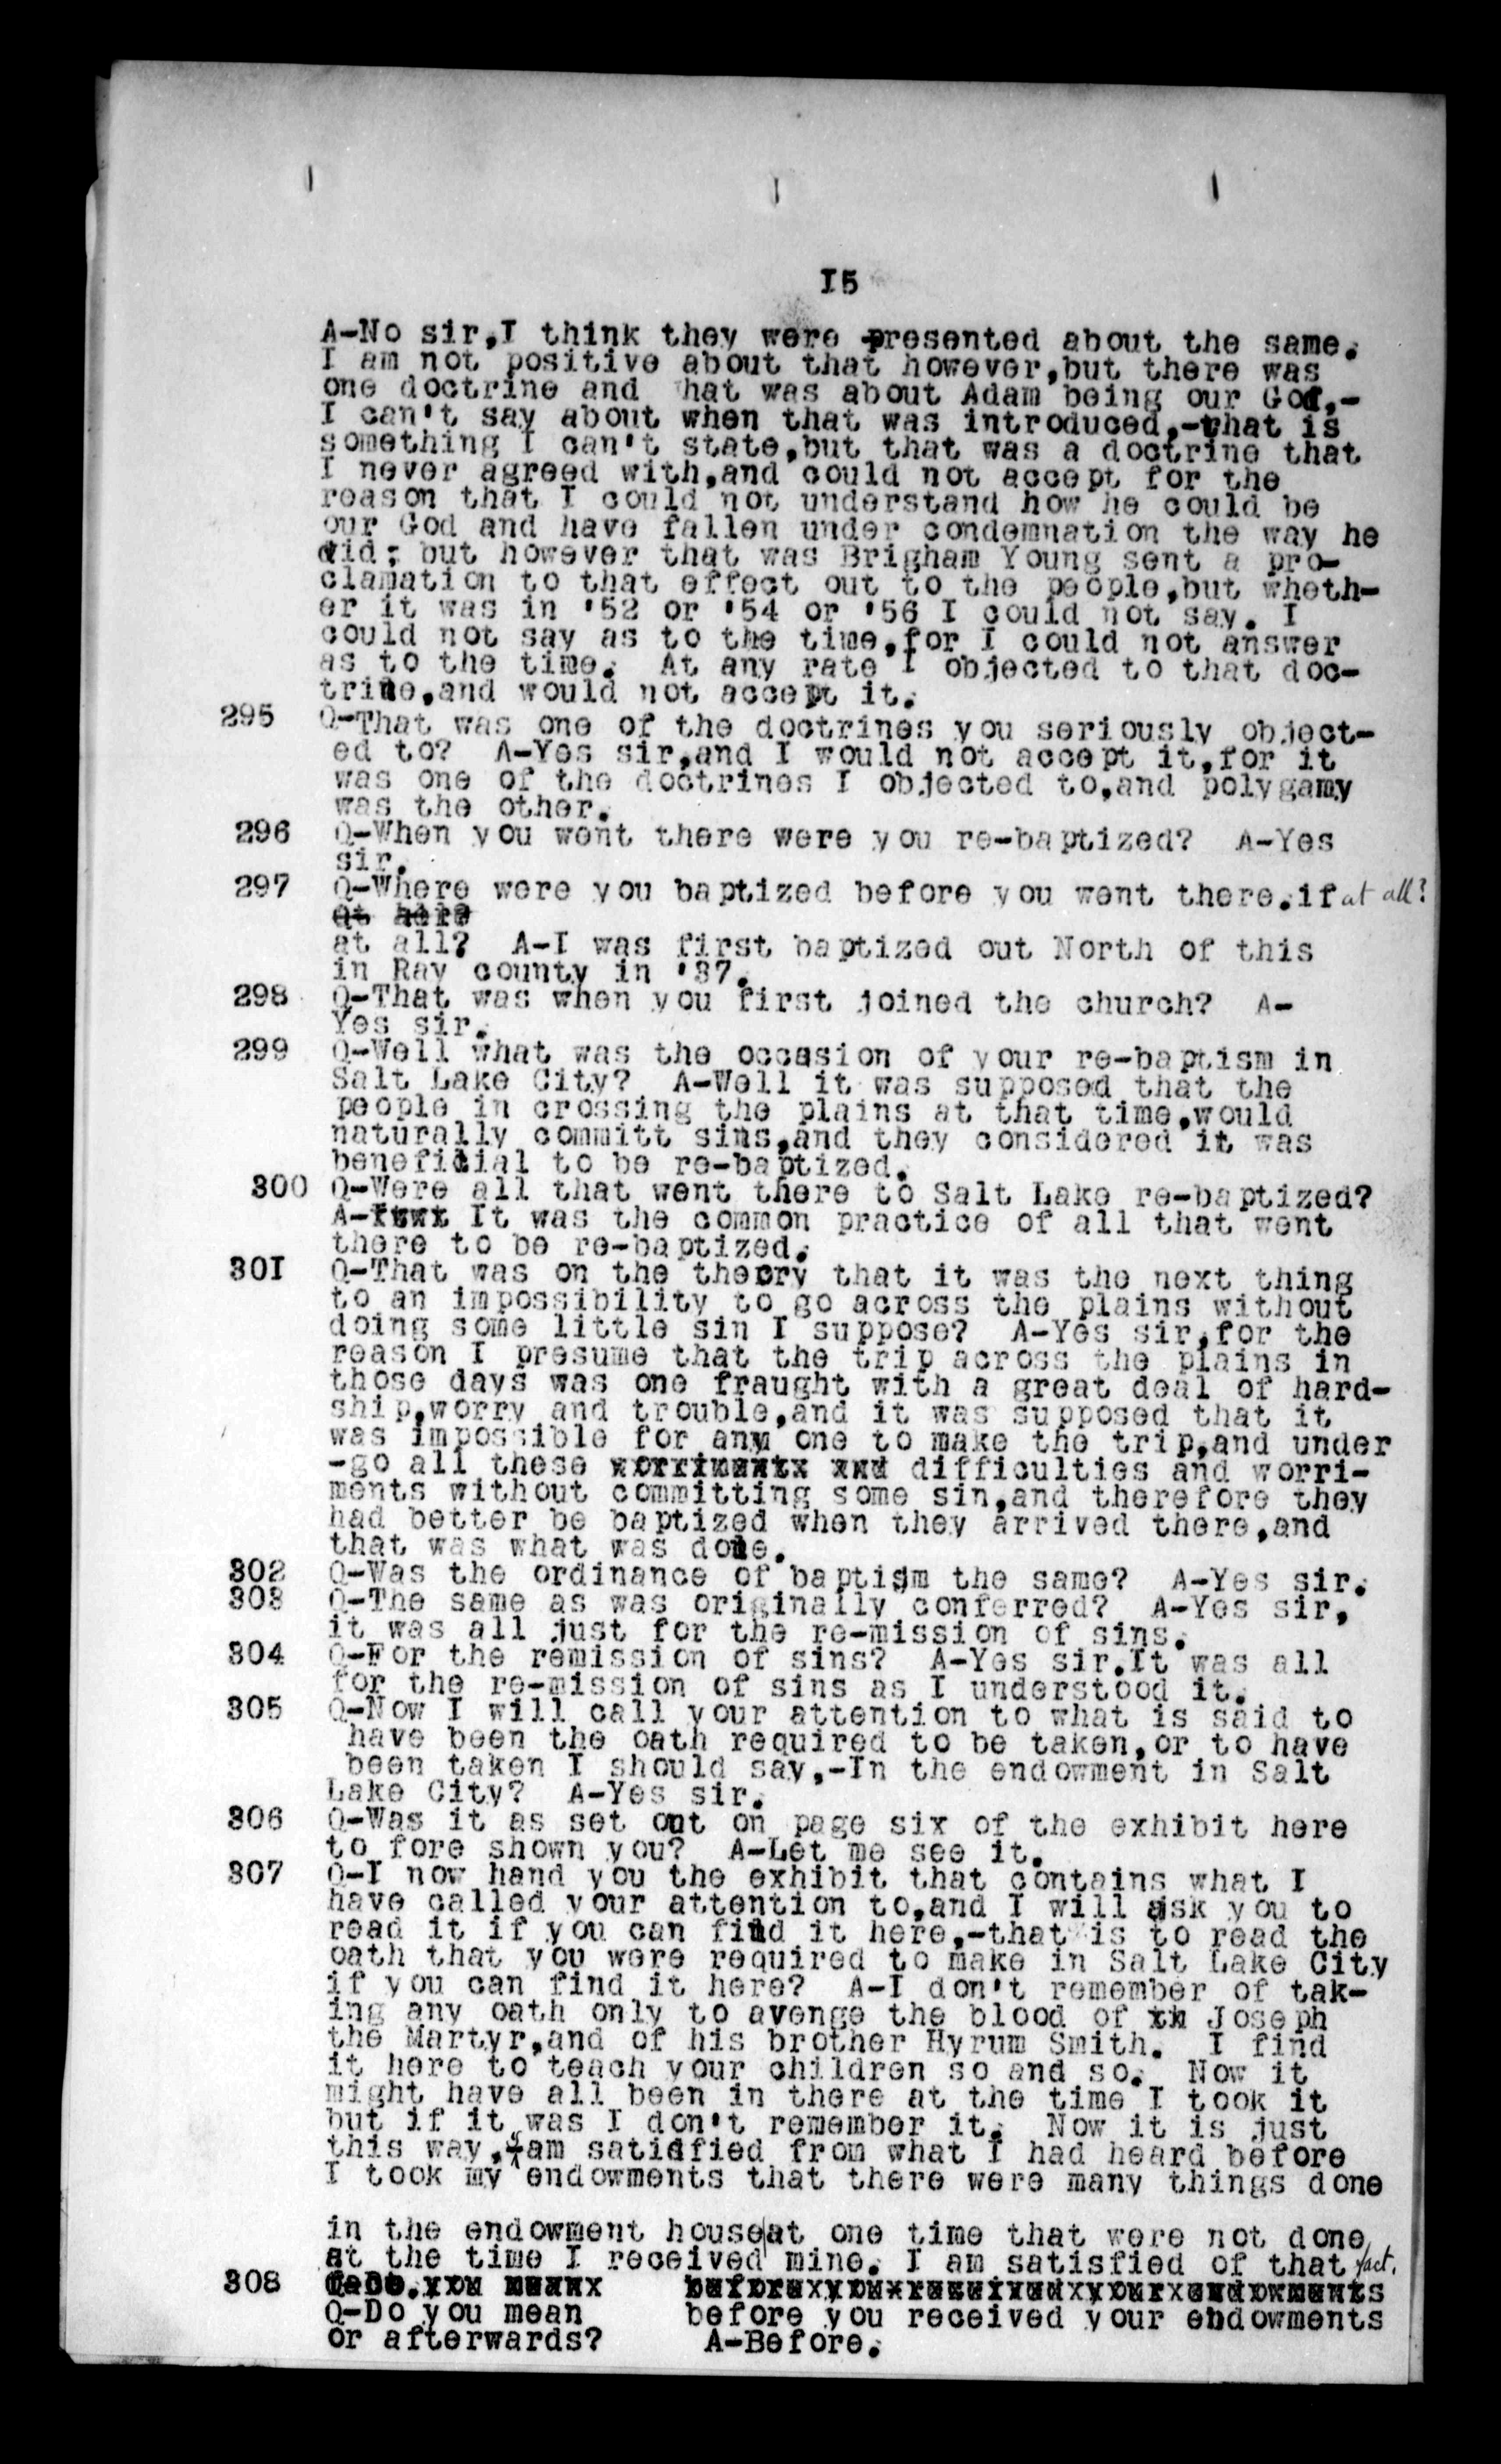 15
A-No sir,I think they were presented about the same.
I am not positive about that however,but there was
one doctrine and hat was about Adam being our God,-
I can't say about when that was introduced,-that is
something I can't state,but that was a doctrine that
I never agreed with,and could not accept for the
reason that I could not understand how he could be
our God and have fallen under condemnation the way he
did; but however that was Brigham Young sent a pro-
clamation to that effect out to the people,but wheth-
er it was in '52 or '54 or '56 I could not say. I
could not say as to the time,for I could not answer
as to the time. At any rate I objected to that doc-
trine,and would not accept it.
295 Q-That was one of the doctrines you seriously object-
ed to? A-Yes sir,and I would not accept it,for it
was one of the doctrines I objected to,and polygamy
was the other.
296 Q-When you went there were you re-baptized? A-Yes
sir.
297 Q-Where were you baptized before you went there.if at all?
at all?
A-I was first baptized out North of this
in Ray county in '37.
298 Q-That was when you first joined the church? A-
Yes sir.
299 Q-Well what was the occasion of your re-baptism in
Salt Lake City? A-Well it was supposed that the
people in crossing the plains at that time,would
naturally committ sins,and they considered it was
beneficial to be re-baptized.
300 Q-Were all that went there to Salt Lake re-baptized?
A- It was the common practice of all that went
there to be re-baptized.
301 Q-That was on the theory that it was the next thing
to an impossibility to go across the plains without
doing some little sin I suppose? A-Yes sir,for the
reason I presume that the trip across the plains in
those days was one fraught with a great deal of hard-
ship,worry and trouble,and it was supposed that it
was impossible for any one to make the trip,and under
-go all these difficulties and worri-
ments without committing some sin,and therefore they
had better be baptized when they arrived there,and
that was what was done.
302 Q-Was the ordinance of baptism the same? A-Yes sir.
303 Q-The same as was originally conferred? A-Yes sir,
it was all just for the re-mission of sins.
304 Q-For the remission of sins? A-Yes sir.It was all
for the re-mission of sins as I understood it.
305 Q-Now I will call your attention to what is said to
have been the oath required to be taken,or to have
been taken I should say,-In the endowment in Salt
Lake City? A-Yes sir.
306 Q-Was it as set out on page six of the exhibit here
to fore shown you? A-Let me see it.
307 Q-I now hand you the exhibit that contains what I
have called your attention to,and I will ask you to
read it if you can find it here,-that is to read the
oath that you were required to make in Salt Lake City
if you can find it here? A-I don't remember of tak-
ing any oath only to avenge the blood of Joseph
the Martyr,and of his brother Hyrum Smith. I find
it here to teach your children so and so. Now it
might have all been in there at the time I took it
but if it was I don't remember it. Now it is just
this way,-I am satisfied from what I had heard before
I took my endowments that there were many things done
in the endowment house at one time that were not done
at the time I received mine. I am satisfied of that fact.
308 Q-Do you mean before you received your endowments
or afterwards? A-Before.